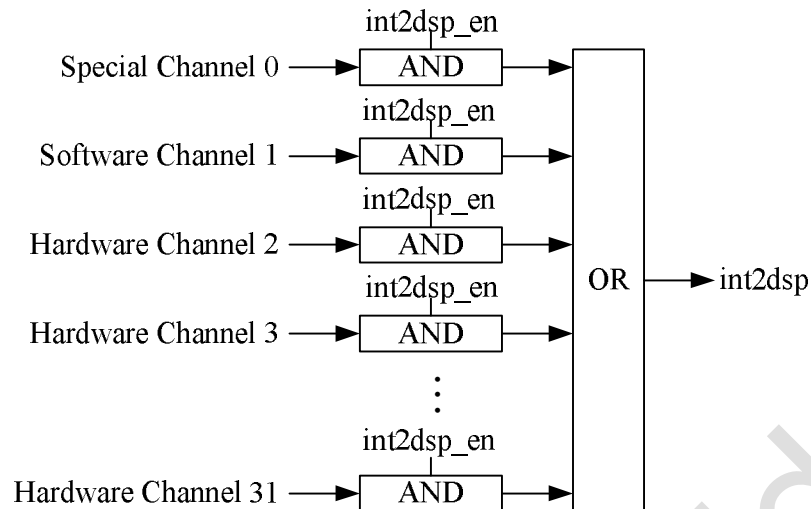 int2dsp_en
Special Channel 0 AND
int2dsp_en
Software Channel 1 AND
int2dsp_en
Hardware Channel 2 AND
OR int2dsp
int2dsp_en
Hardware Channel 3 AND
int2dsp_en
Hardware Channel 31 AND